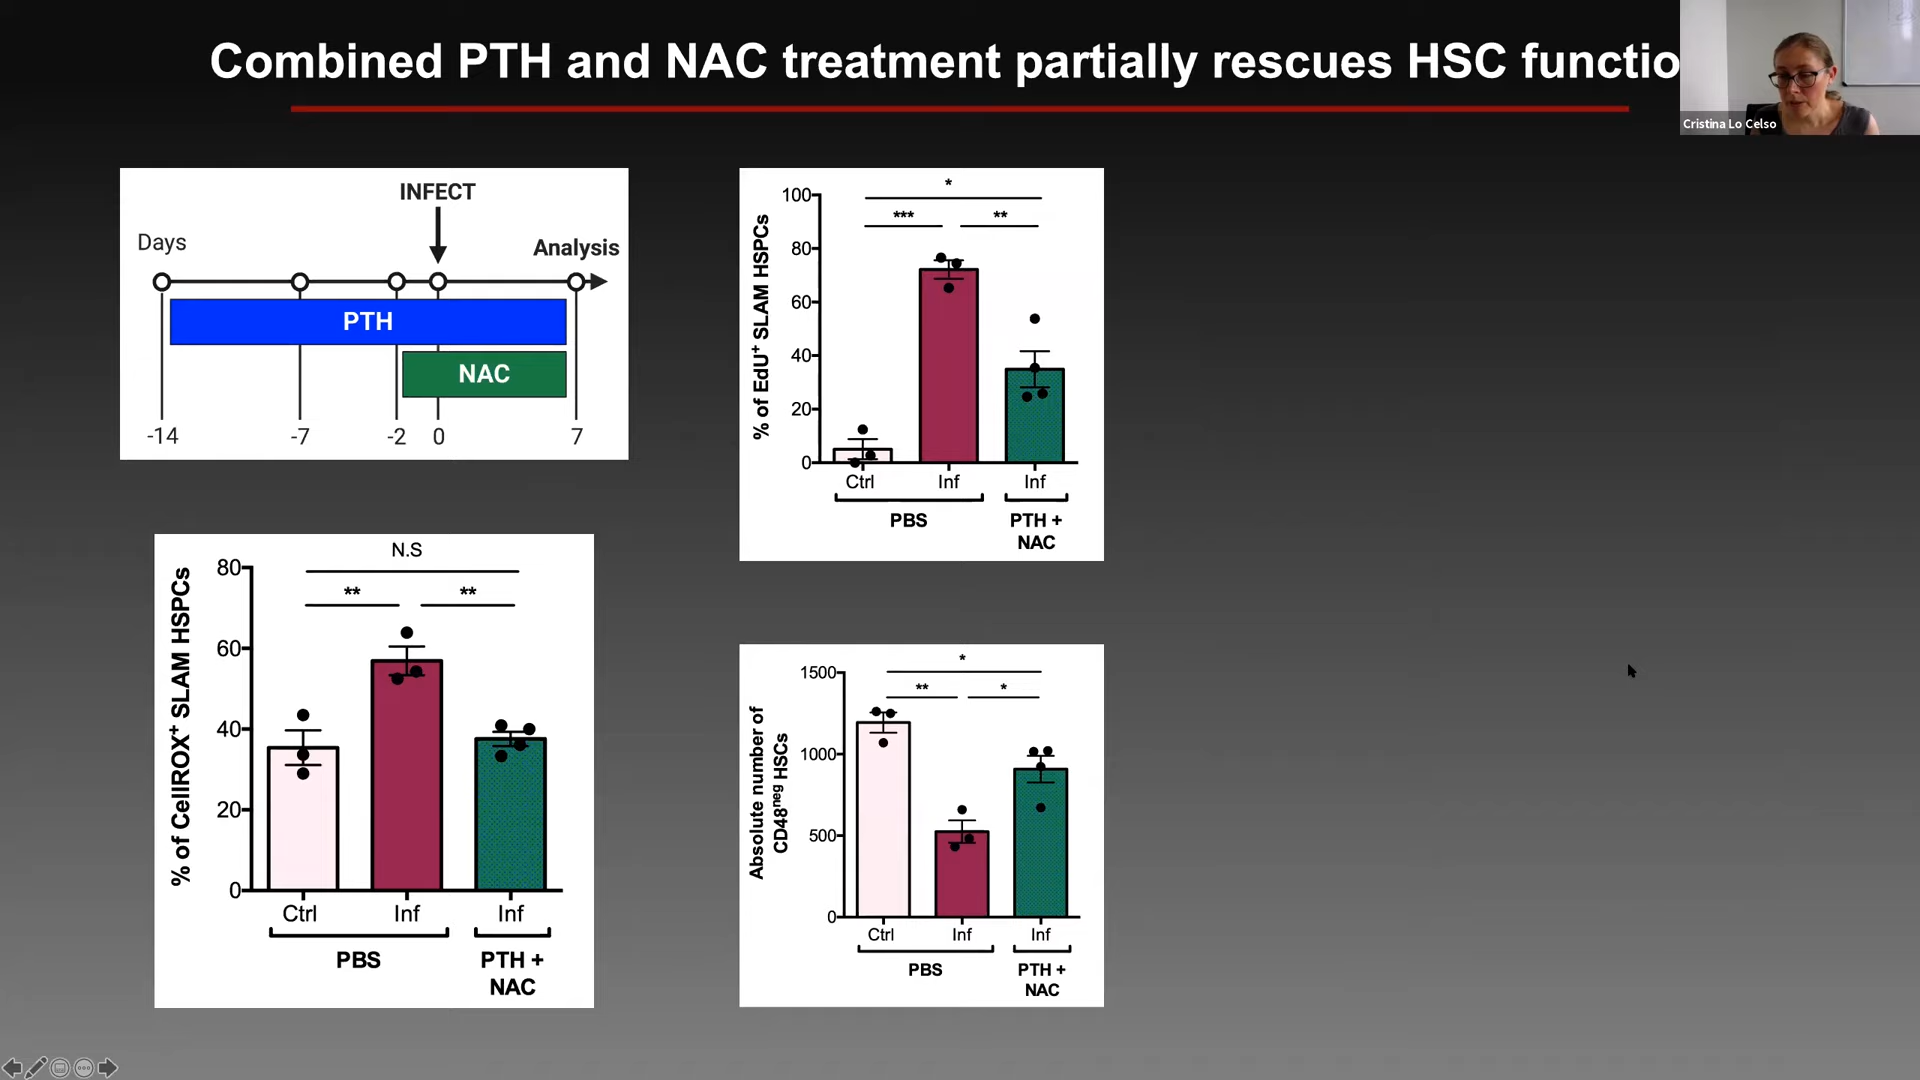 Combined PTH and NAC treatment partially rescues HSC functio
Cristina Lo Celso
INFECT
Days
Analysis
PTH
NAC
-14 -7 -2 0 7
% of EdU⁺ SLAM HSPCs
100
80
60
40
20
0
*
*** **
Ctrl Inf Inf
PBS PTH +
NAC
% of CellROX⁺ SLAM HSPCs
80
60
40
20
0
N.S
** **
Ctrl Inf Inf
PBS PTH +
NAC
Absolute number of
CD48ⁿᵉᵍ HSCs
1500
1000
500
0
*
** *
Ctrl Inf Inf
PBS PTH +
NAC